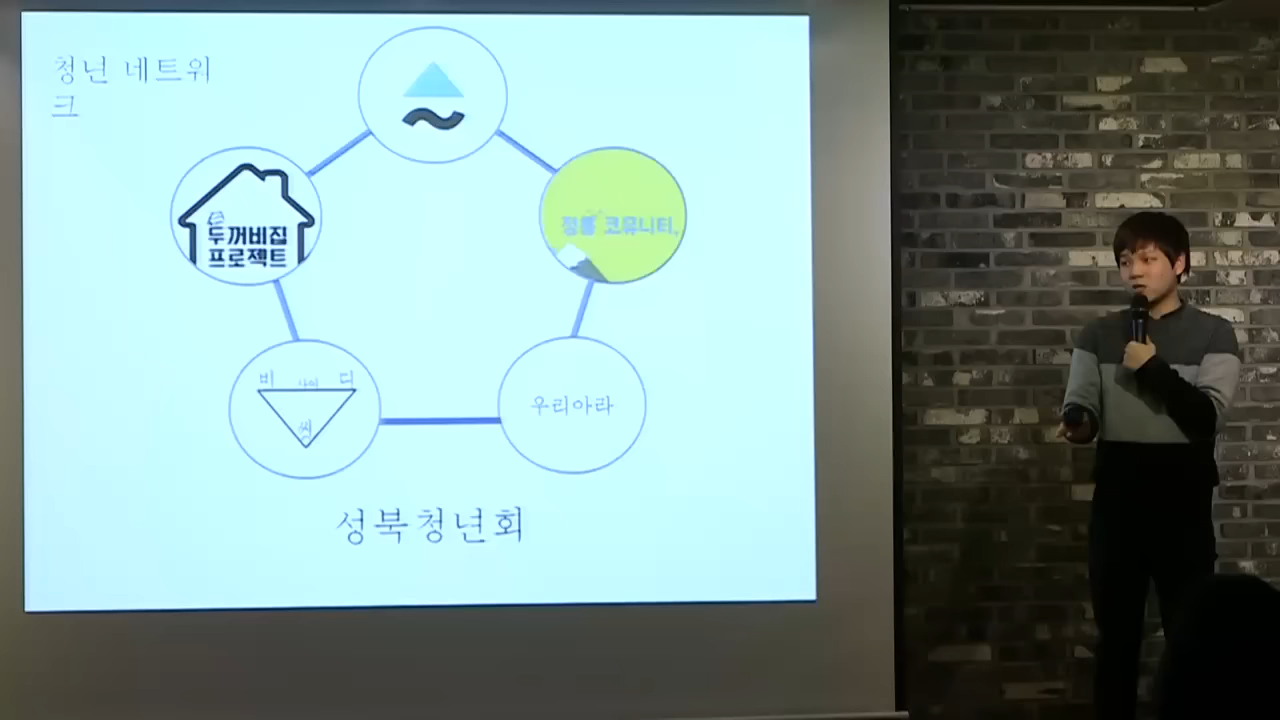 청년 네트워
크
두꺼비집
프로젝트
정릉 코뮤니티,
비 사이 디
씽
우리아라
성북청년회